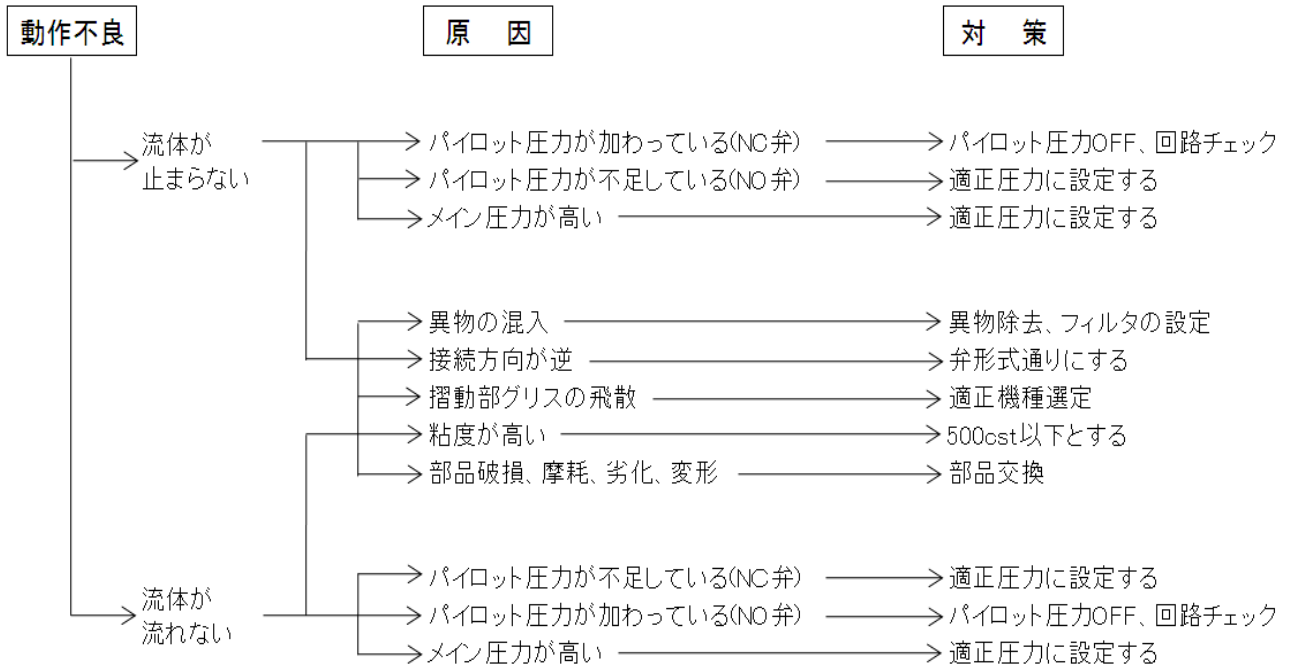 動作不良 原 因 対 策
流体が
止まらない
パイロット圧力が加わっている(NC弁) パイロット圧力OFF、回路チェック
パイロット圧力が不足している(NO弁) 適正圧力に設定する
メイン圧力が高い 適正圧力に設定する
異物の混入 異物除去、フィルタの設定
接続方向が逆 弁形式通りにする
摺動部グリスの飛散 適正機種選定
粘度が高い 500cst以下とする
部品破損、摩耗、劣化、変形 部品交換
流体が
流れない
パイロット圧力が不足している(NC弁) 適正圧力に設定する
パイロット圧力が加わっている(NO弁) パイロット圧力OFF、回路チェック
メイン圧力が高い 適正圧力に設定する